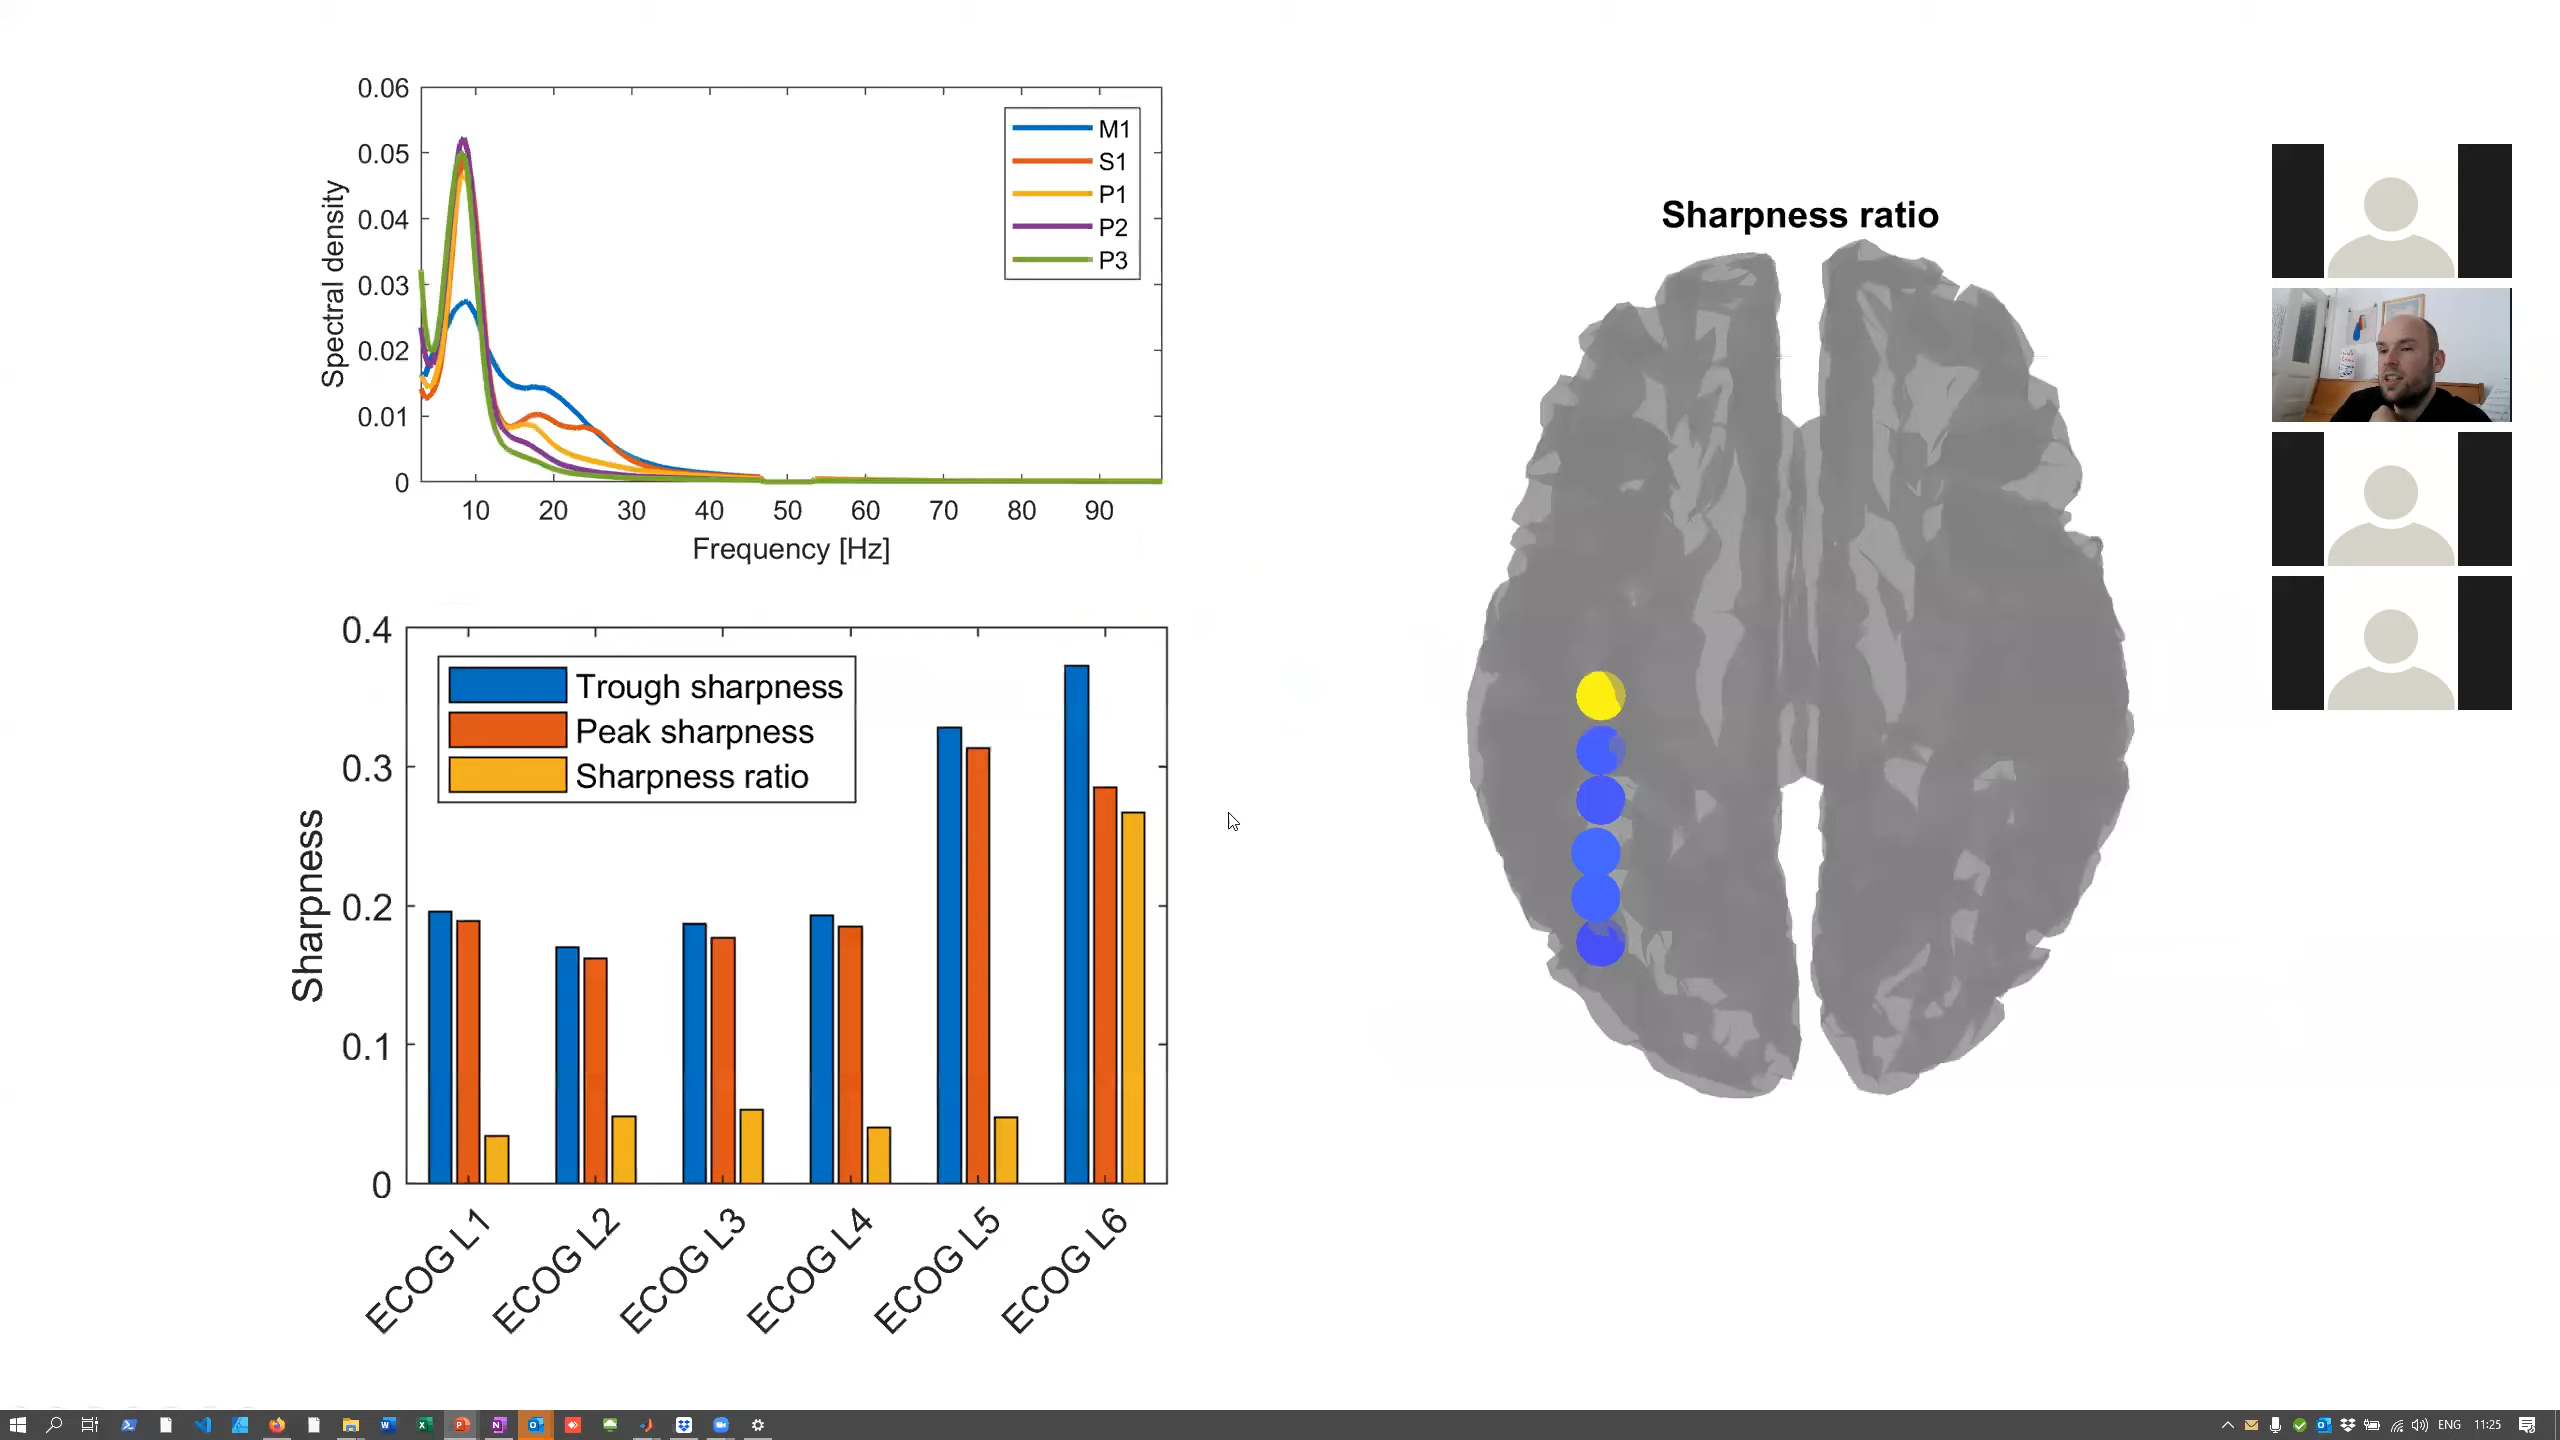 0.06
0.05
0.04
0.03
0.02
0.01
0
Spectral density
M1
S1
P1
P2
P3
10 20 30 40 50 60 70 80 90
Frequency [Hz]
0.4
0.3
0.2
0.1
0
Sharpness
Trough sharpness
Peak sharpness
Sharpness ratio
ECOG L1
ECOG L2
ECOG L3
ECOG L4
ECOG L5
ECOG L6
Sharpness ratio
ENG 11:25